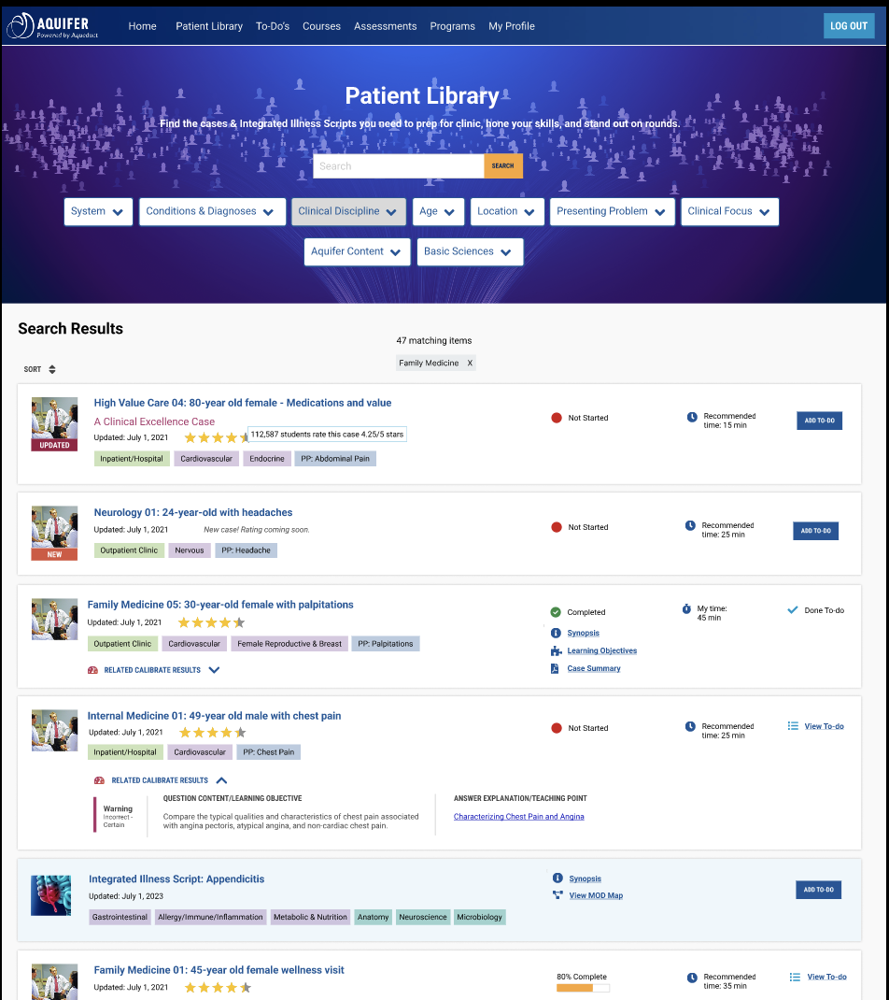 AQUIFER
Powered by Aqueduct
Home Patient Library To-Do's Courses Assessments Programs My Profile
LOG OUT
Patient Library
Find the cases & Integrated Illness Scripts you need to prep for clinic, hone your skills, and stand out on rounds.
Search SEARCH
System Conditions & Diagnoses Clinical Discipline Age Location Presenting Problem Clinical Focus
Aquifer Content Basic Sciences
Search Results
47 matching items
Family Medicine X
SORT
High Value Care 04: 80-year old female - Medications and value
A Clinical Excellence Case
Updated: July 1, 2021
112,587 students rate this case 4.25/5 stars
UPDATED
Inpatient/Hospital Cardiovascular Endocrine PP: Abdominal Pain
Not Started
Recommended
time: 15 min
ADD TO-DO
Neurology 01: 24-year-old with headaches
Updated: July 1, 2021 New case! Rating coming soon.
NEW
Outpatient Clinic Nervous PP: Headache
Not Started
Recommended
time: 25 min
ADD TO-DO
Family Medicine 05: 30-year-old female with palpitations
Updated: July 1, 2021
Outpatient Clinic Cardiovascular Female Reproductive & Breast PP: Palpitations
RELATED CALIBRATE RESULTS
Completed
Synopsis
Learning Objectives
Case Summary
My time:
45 min
Done To-do
Internal Medicine 01: 49-year old male with chest pain
Updated: July 1, 2021
Inpatient/Hospital Cardiovascular PP: Chest Pain
Not Started
Recommended
time: 25 min
View To-do
RELATED CALIBRATE RESULTS
Warning
Incorrect -
Certain
QUESTION CONTENT/LEARNING OBJECTIVE
Compare the typical qualities and characteristics of chest pain associated
with angina pectoris, atypical angina, and non-cardiac chest pain.
ANSWER EXPLANATION/TEACHING POINT
Characterizing Chest Pain and Angina
Integrated Illness Script: Appendicitis
Updated: July 1, 2023
Gastrointestinal Allergy/Immune/Inflammation Metabolic & Nutrition Anatomy Neuroscience Microbiology
Synopsis
View MOD Map
ADD TO-DO
Family Medicine 01: 45-year old female wellness visit
Updated: July 1, 2021
80% Complete
Recommended
time: 35 min
View To-do